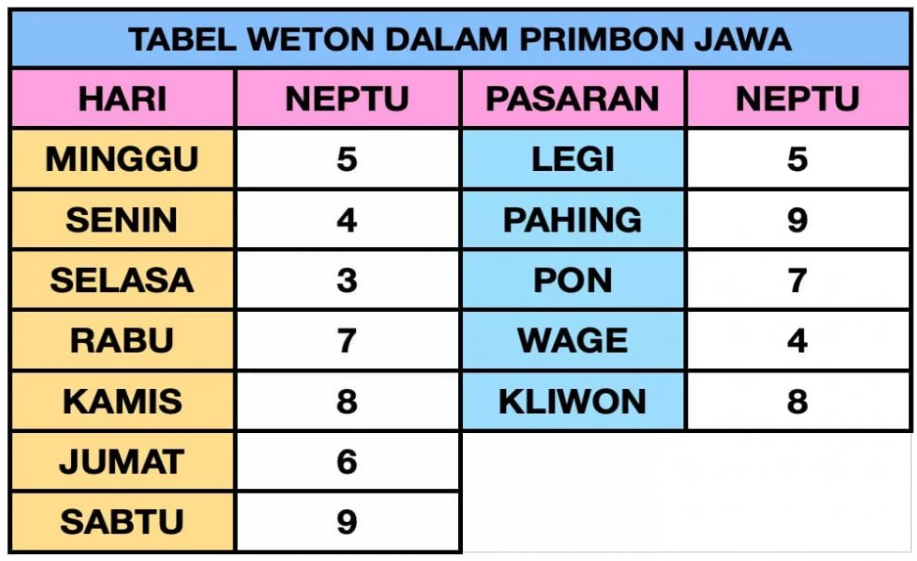 TABEL WETON DALAM PRIMBON JAWA
HARI NEPTU PASARAN NEPTU
MINGGU 5 LEGI 5
SENIN 4 PAHING 9
SELASA 3 PON 7
RABU 7 WAGE 4
KAMIS 8 KLIWON 8
JUMAT 6
SABTU 9